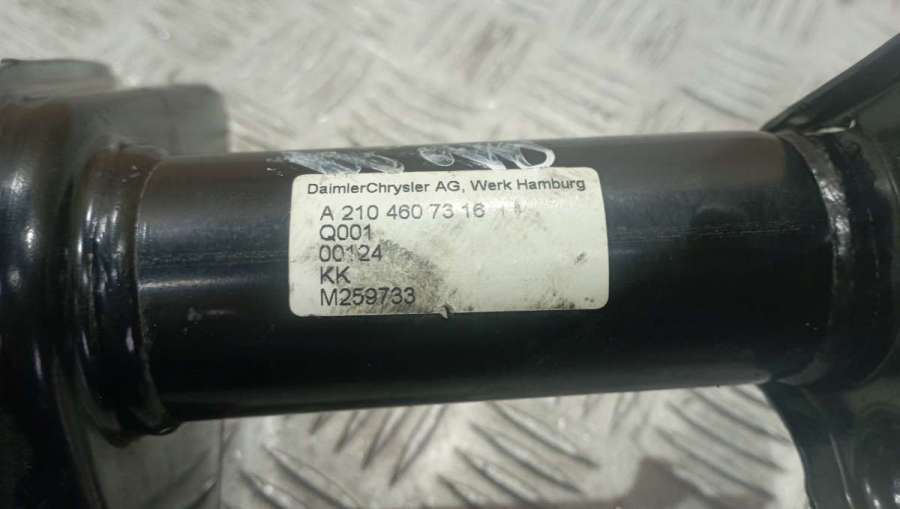 DaimlerChrysler AG, Werk Hamburg
A 210 460 73 16
Q001
00124
KK
M259733